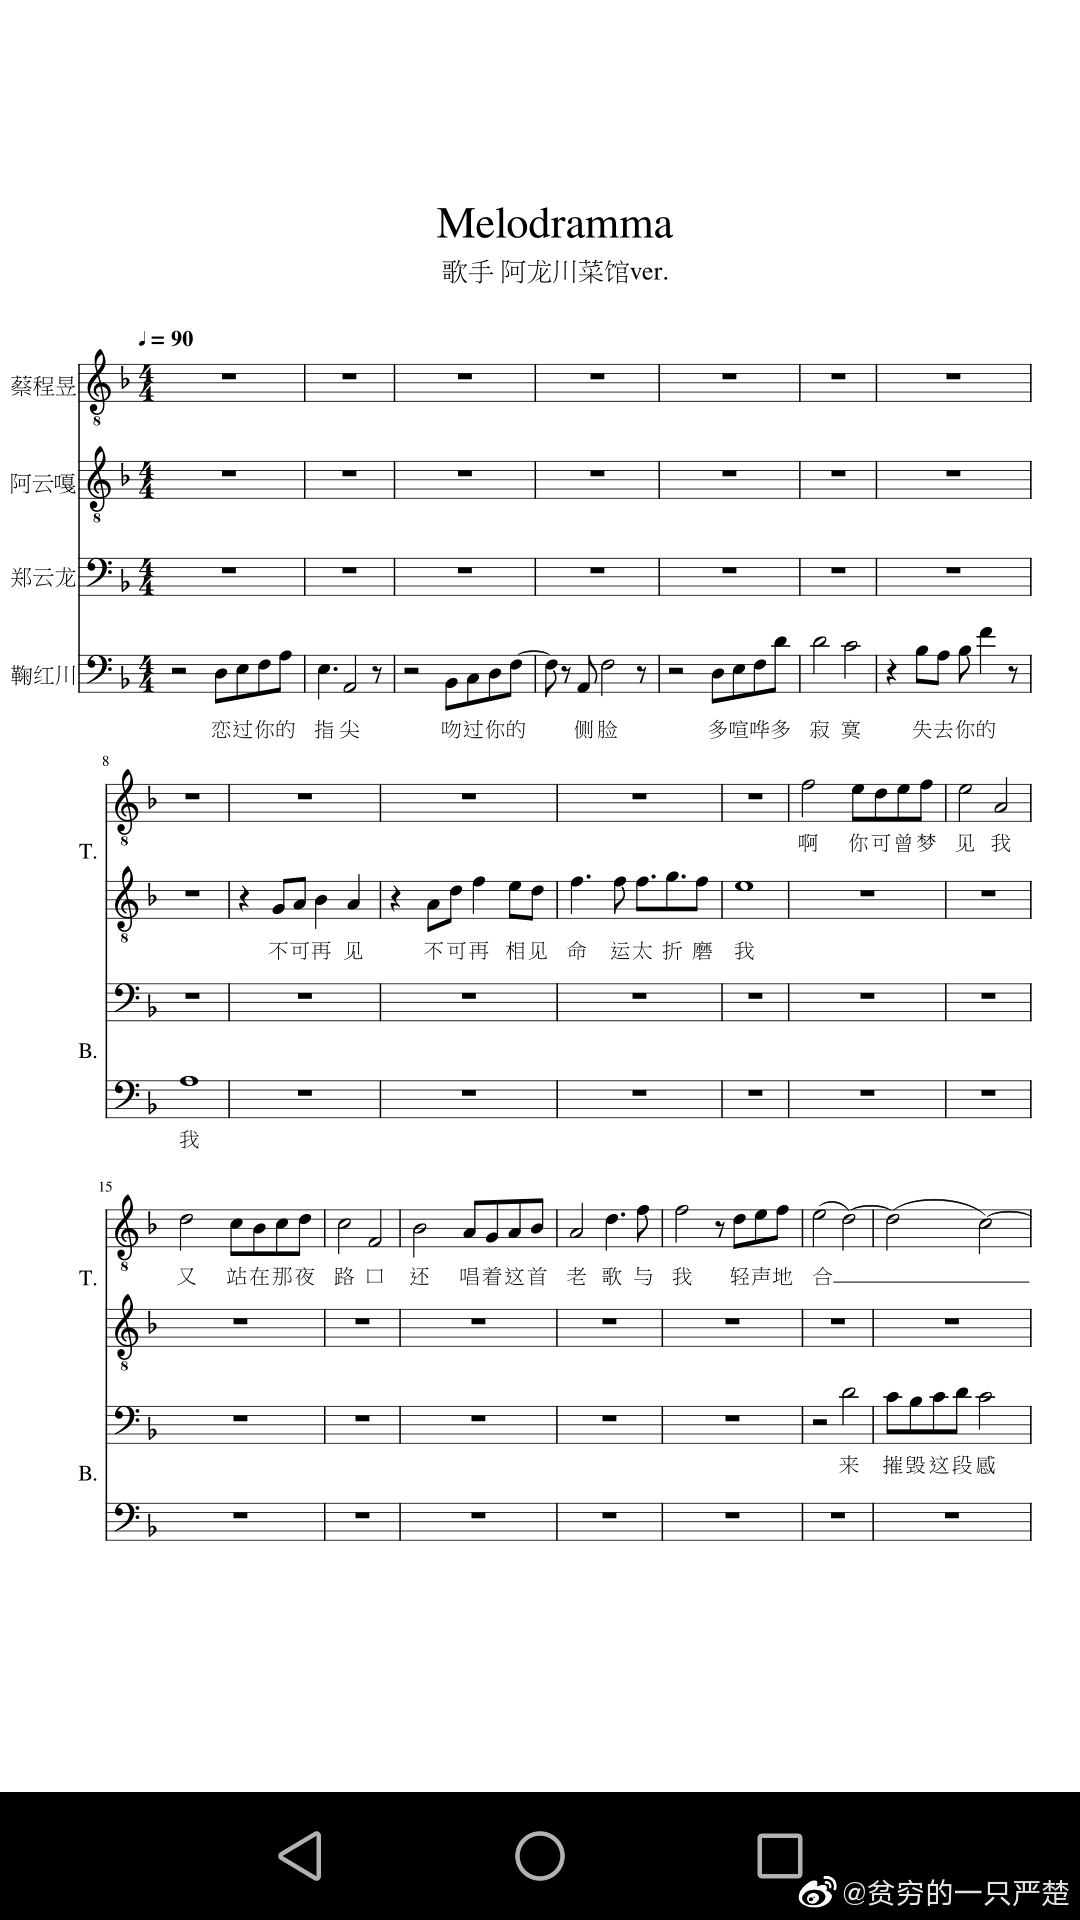 Melodramma
歌手 阿龙川菜馆ver.
♩= 90
蔡程昱
阿云嘎
郑云龙
鞠红川
恋过你的 指尖 吻过你的 侧脸 多喧哗多 寂寞 失去你的
8
啊 你可曾梦 见 我
T.
不可再 见 不可再 相见 命 运太 折 磨 我
B.
我
15
又 站在那夜 路 口 还 唱着这首 老 歌 与 我 轻声地 合
T.
来 摧毁这段感
B.
@贫穷的一只严楚